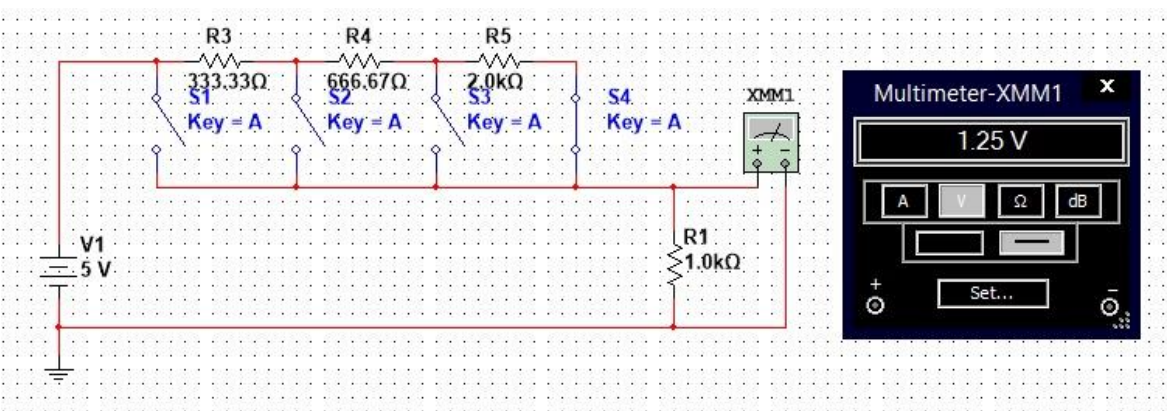 R3 R4 R5
333.33Ω 666.67Ω 2.0kΩ
S1 S2 S3 S4
Key = A Key = A Key = A Key = A
XMM1
+ −
V1
5 V
R1
1.0kΩ
Multimeter-XMM1 x
1.25 V
A V Ω dB
Set...
+ −